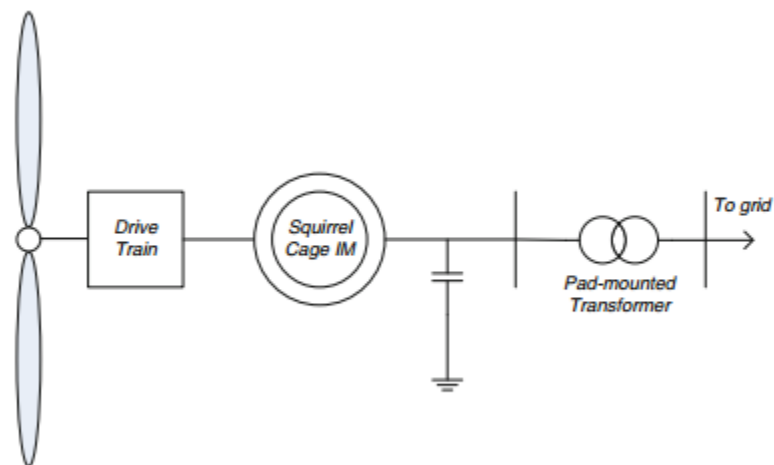 Drive
Train
Squirrel
Cage IM
To grid
Pad-mounted
Transformer